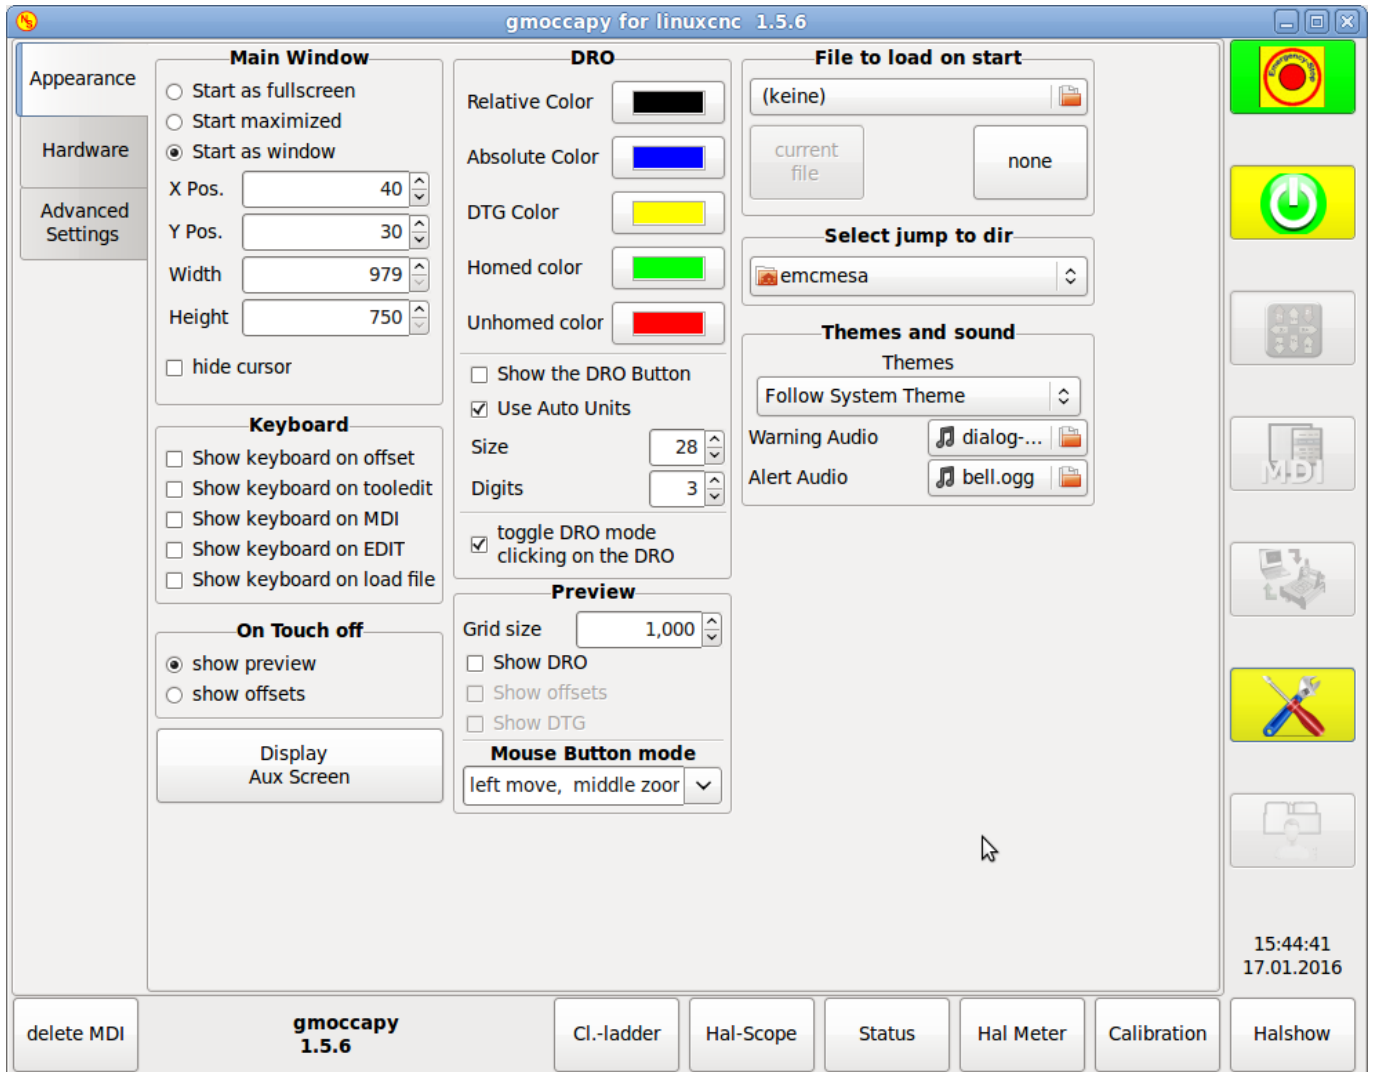 gmoccapy for linuxcnc 1.5.6
Appearance
Hardware
Advanced
Settings
Main Window
Start as fullscreen
Start maximized
Start as window
X Pos. 40
Y Pos. 30
Width 979
Height 750
hide cursor
Keyboard
Show keyboard on offset
Show keyboard on tooledit
Show keyboard on MDI
Show keyboard on EDIT
Show keyboard on load file
On Touch off
show preview
show offsets
Display
Aux Screen
DRO
Relative Color
Absolute Color
DTG Color
Homed color
Unhomed color
Show the DRO Button
Use Auto Units
Size 28
Digits 3
toggle DRO mode
clicking on the DRO
Preview
Grid size 1,000
Show DRO
Show offsets
Show DTG
Mouse Button mode
left move, middle zoor
File to load on start
(keine)
current
file
none
Select jump to dir
emcmesa
Themes and sound
Themes
Follow System Theme
Warning Audio dialog-...
Alert Audio bell.ogg
Emergency-Stop
MDI
15:44:41
17.01.2016
delete MDI
gmoccapy
1.5.6
Cl.-ladder
Hal-Scope
Status
Hal Meter
Calibration
Halshow